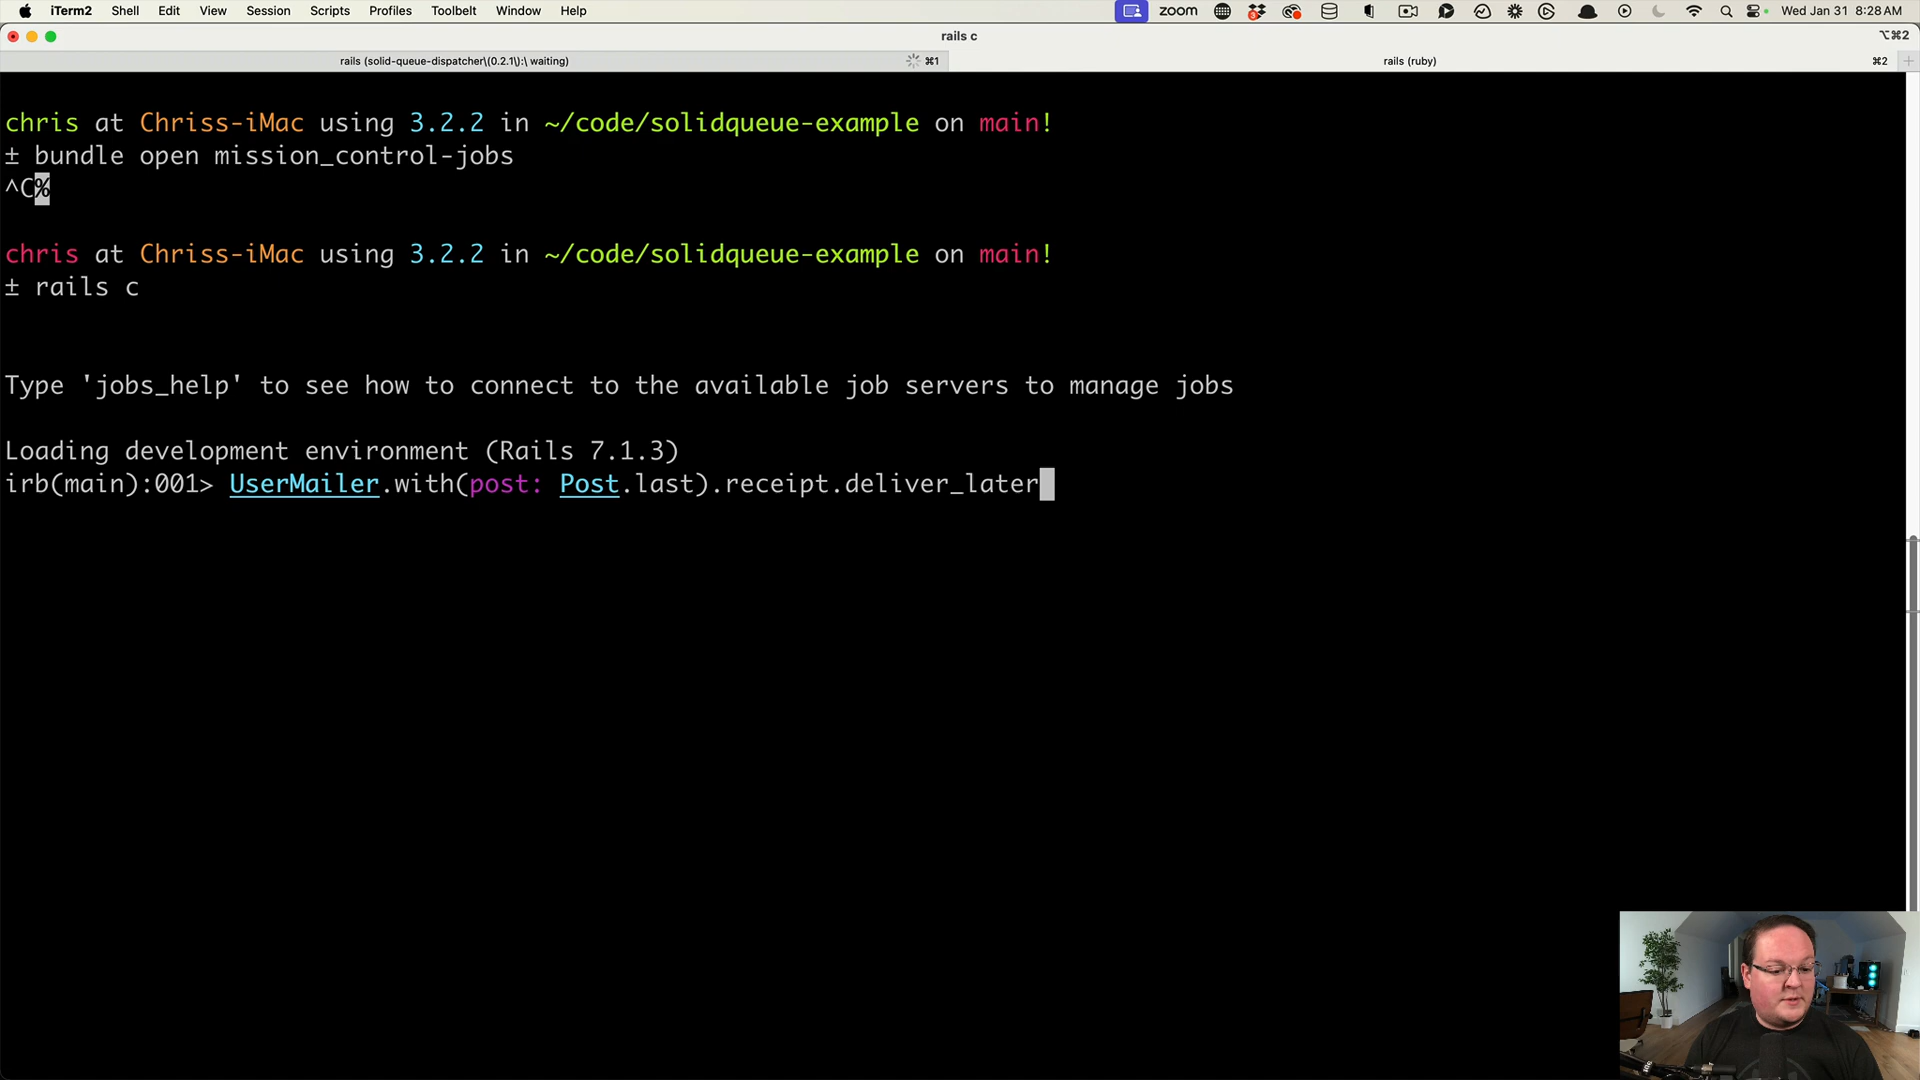 iTerm2 Shell Edit View Session Scripts Profiles Toolbelt Window Help zoom Wed Jan 31 8:28 AM
rails c ⌥⌘2
rails (solid-queue-dispatcher\(0.2.1\):\ waiting) ⌘1 rails (ruby) ⌘2
chris at Chriss-iMac using 3.2.2 in ~/code/solidqueue-example on main!
± bundle open mission_control-jobs
^C%
chris at Chriss-iMac using 3.2.2 in ~/code/solidqueue-example on main!
± rails c
Type 'jobs_help' to see how to connect to the available job servers to manage jobs
Loading development environment (Rails 7.1.3)
irb(main):001> UserMailer.with(post: Post.last).receipt.deliver_later